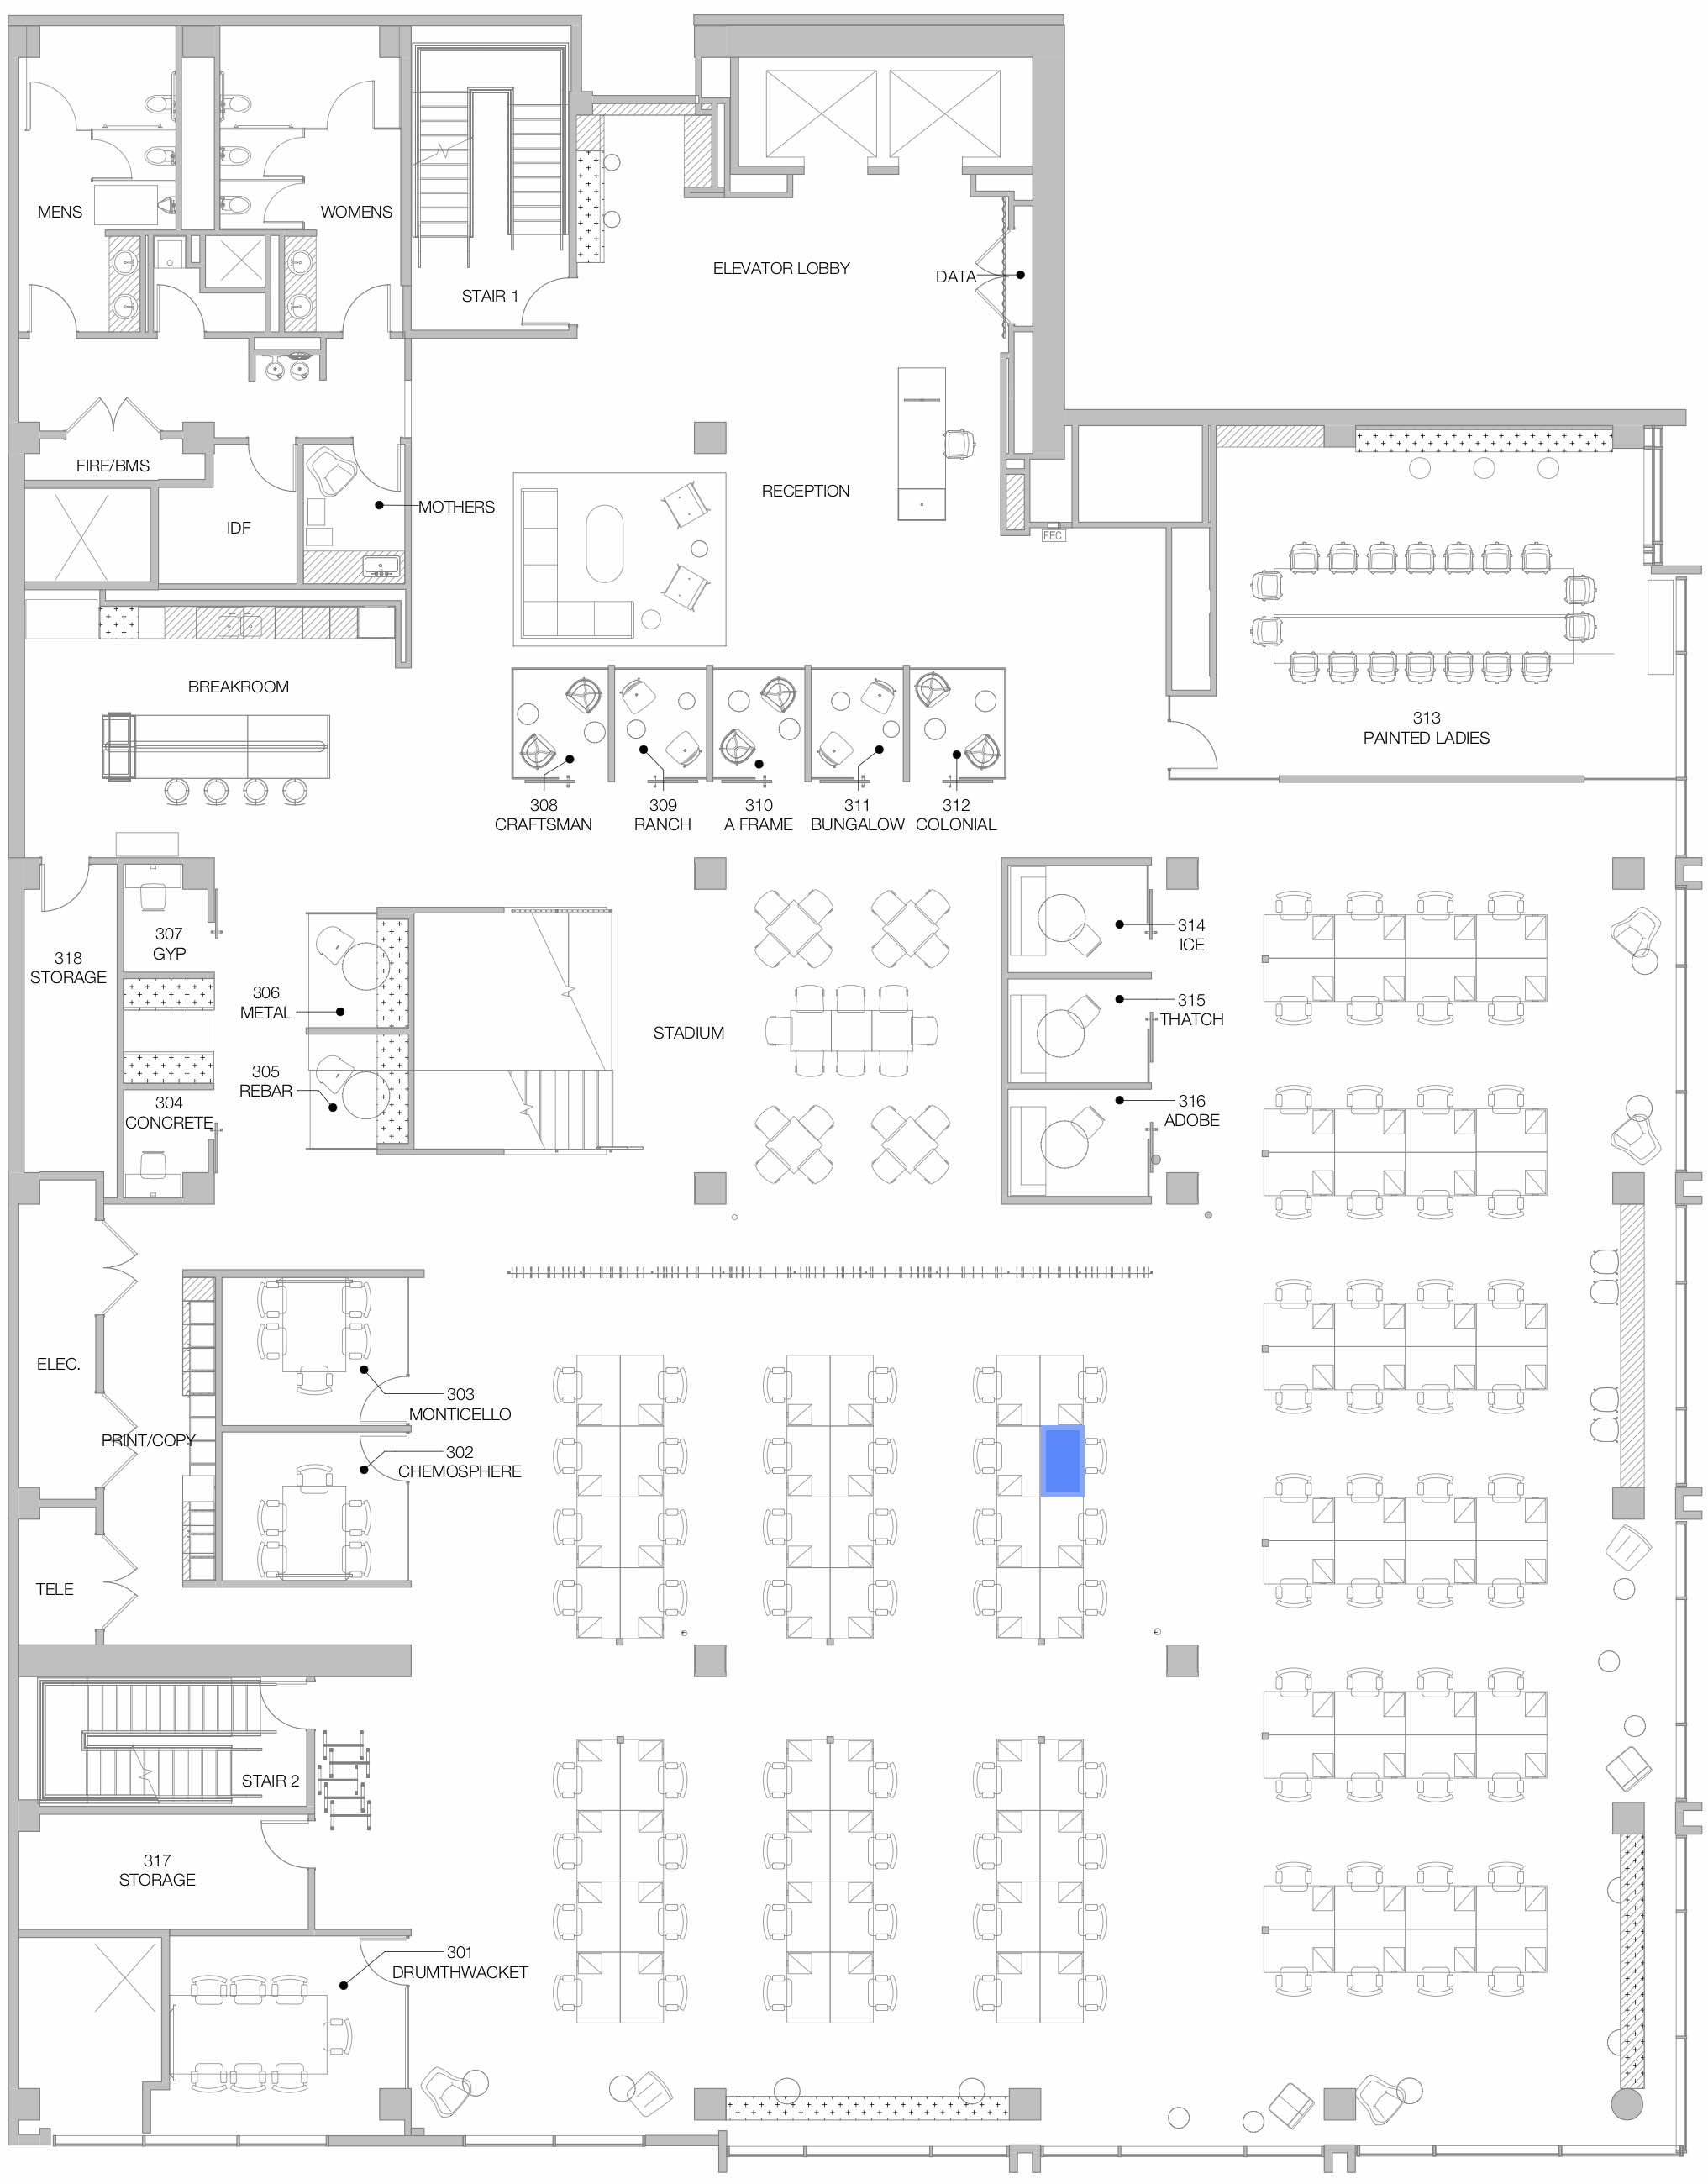 MENS
WOMENS
STAIR 1
ELEVATOR LOBBY
DATA
FIRE/BMS
IDF
MOTHERS
RECEPTION
FEC
BREAKROOM
313
PAINTED LADIES
308
CRAFTSMAN
309
RANCH
310
A FRAME
311
BUNGALOW
312
COLONIAL
307
GYP
318
STORAGE
306
METAL
305
REBAR
304
CONCRETE
STADIUM
314
ICE
315
THATCH
316
ADOBE
ELEC.
303
MONTICELLO
PRINT/COPY
302
CHEMOSPHERE
TELE
STAIR 2
317
STORAGE
301
DRUMTHWACKET